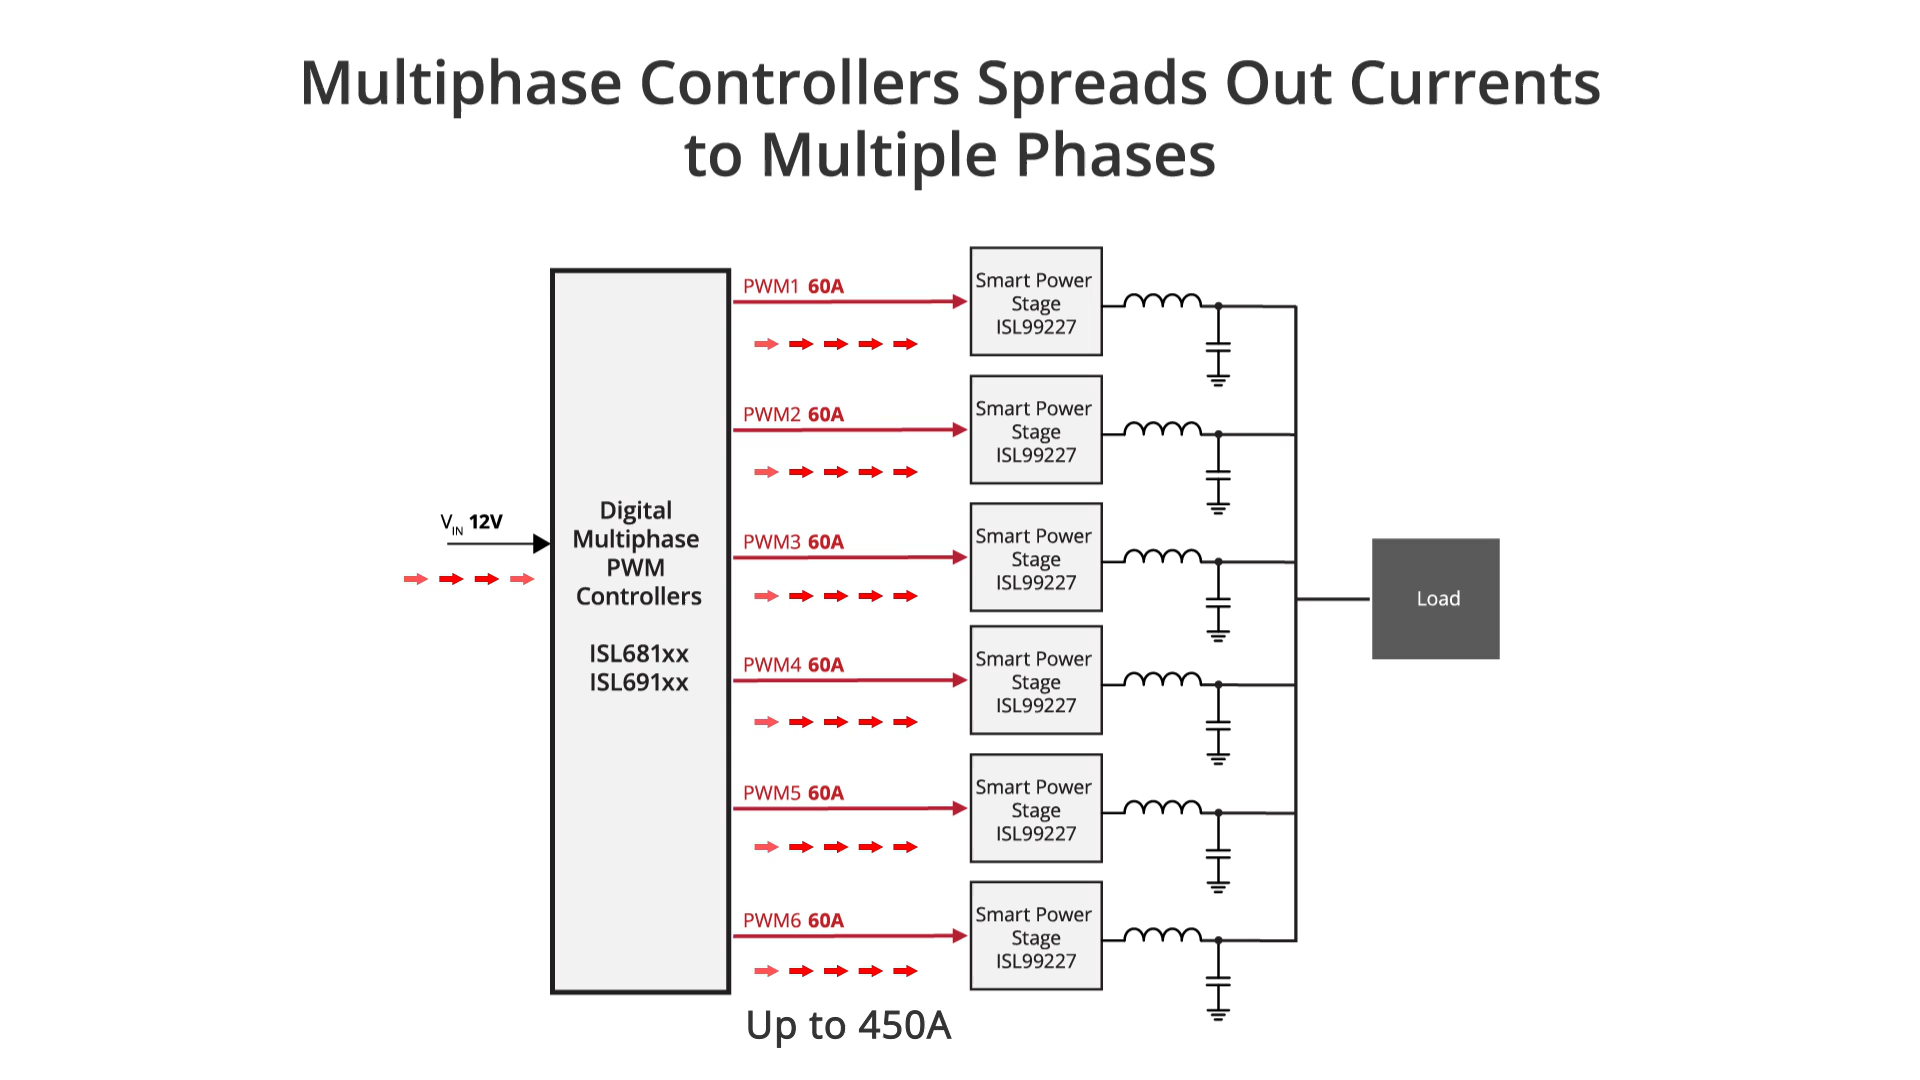 Multiphase Controllers Spreads Out Currents
to Multiple Phases
VIN 12V
Digital
Multiphase
PWM
Controllers
ISL681xx
ISL691xx
PWM1 60A
Smart Power
Stage
ISL99227
PWM2 60A
Smart Power
Stage
ISL99227
PWM3 60A
Smart Power
Stage
ISL99227
PWM4 60A
Smart Power
Stage
ISL99227
PWM5 60A
Smart Power
Stage
ISL99227
PWM6 60A
Smart Power
Stage
ISL99227
Load
Up to 450A